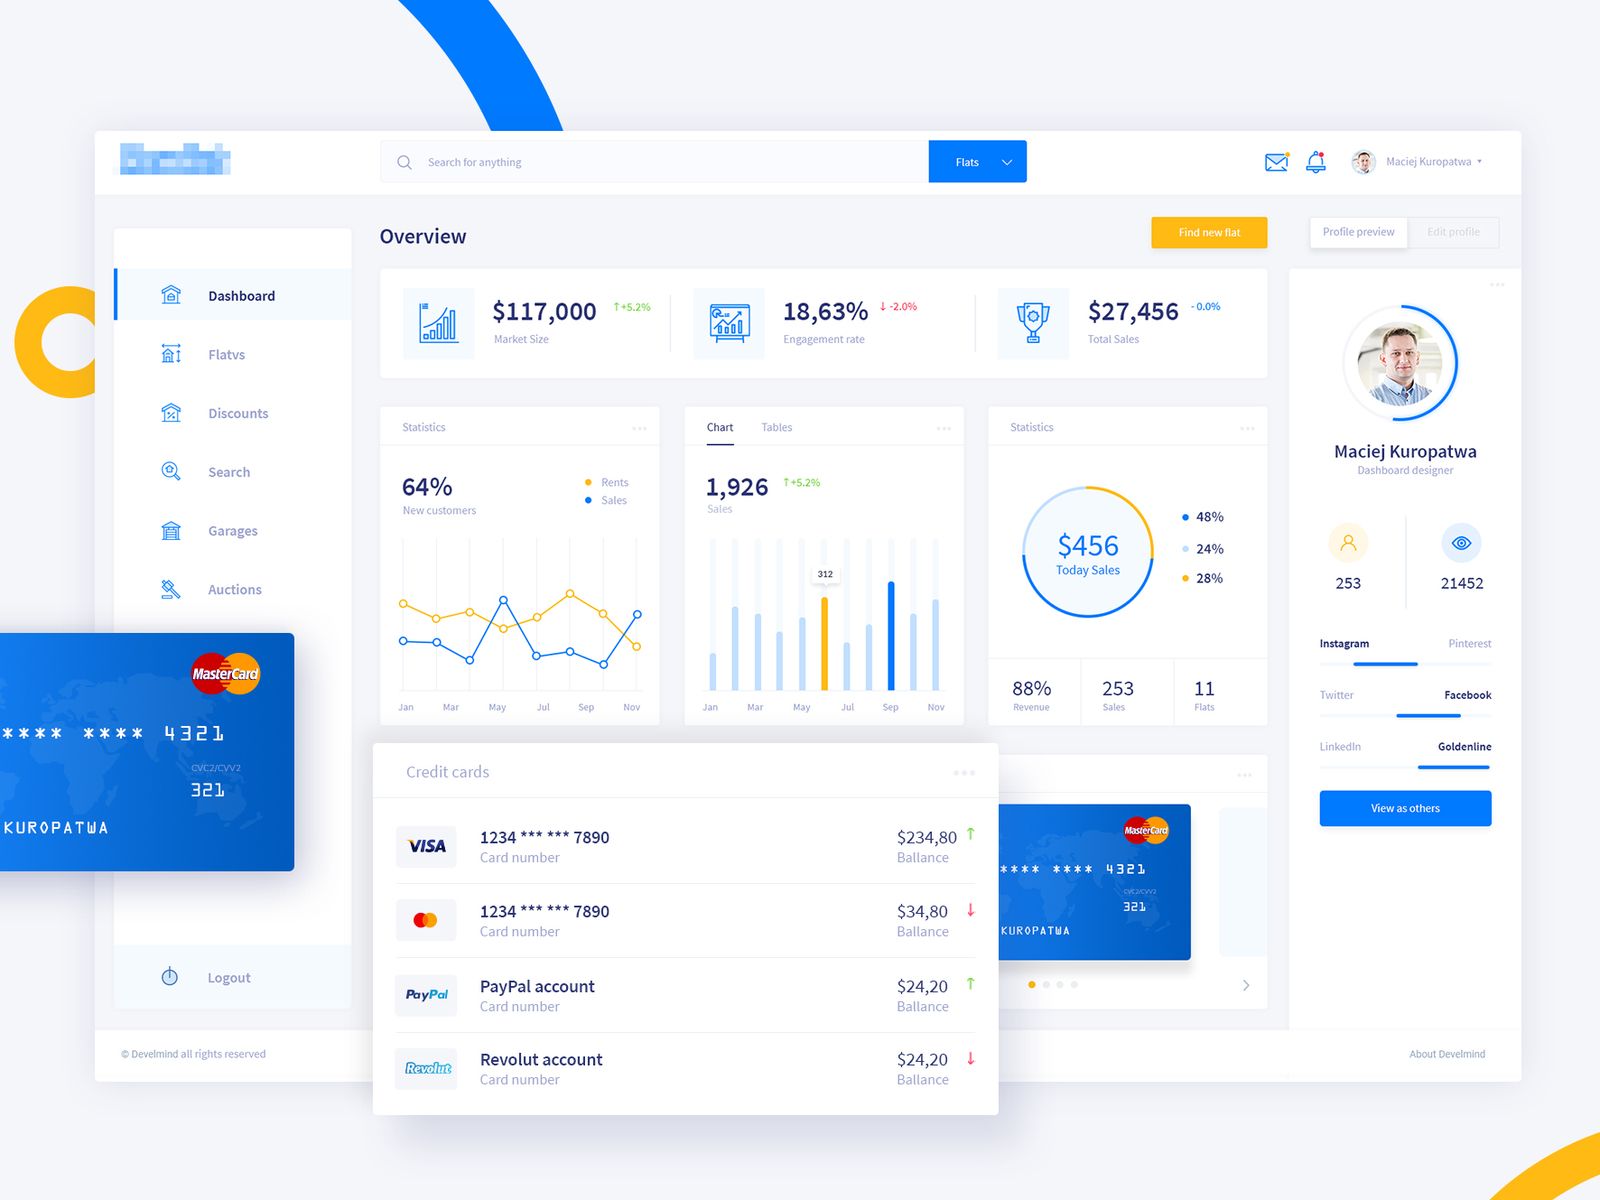 Search for anything
Flats
Maciej Kuropatwa
Overview
Find new flat
Profile preview
Edit profile
Dashboard
Flatvs
Discounts
Search
Garages
Auctions
Logout
$117,000
+5.2%
Market Size
18,63%
-2.0%
Engagement rate
$27,456
- 0.0%
Total Sales
Statistics
64%
New customers
Rents
Sales
Jan Mar May Jul Sep Nov
Chart
Tables
1,926
+5.2%
Sales
312
Jan Mar May Jul Sep Nov
Statistics
$456
Today Sales
48%
24%
28%
88%
Revenue
253
Sales
11
Flats
Maciej Kuropatwa
Dashboard designer
253
21452
Instagram Pinterest
Twitter Facebook
LinkedIn Goldenline
View as others
MasterCard
**** **** 4321
CVC2/CVV2
321
KUROPATWA
Credit cards
VISA
1234 *** *** 7890
Card number
$234,80
Ballance
1234 *** *** 7890
Card number
$34,80
Ballance
PayPal
PayPal account
Card number
$24,20
Ballance
Revolut
Revolut account
Card number
$24,20
Ballance
MasterCard
**** **** 4321
CVC2/CVV2
321
KUROPATWA
© Develmind all rights reserved
About Develmind